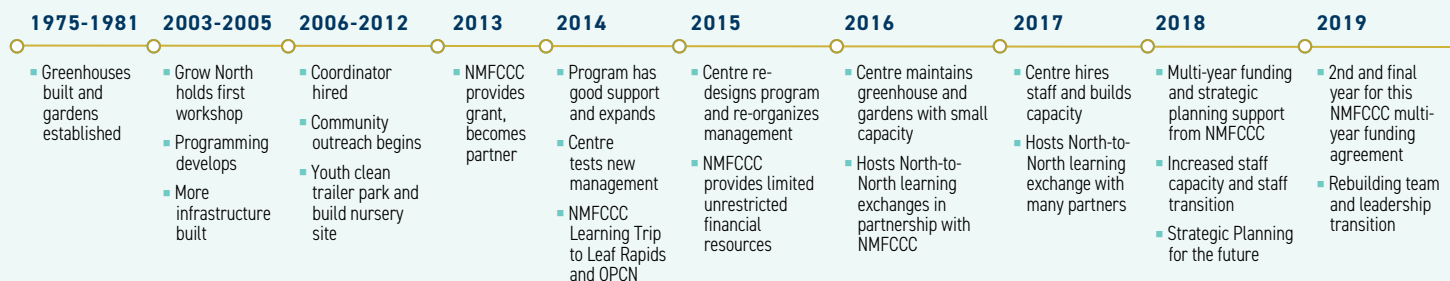 1975-1981
Greenhouses
built and
gardens
established
2003-2005
Grow North
holds first
workshop
Programming
develops
More
infrastructure
built
2006-2012
Coordinator
hired
Community
outreach begins
Youth clean
trailer park and
build nursery
site
2013
NMFCCC
provides
grant,
becomes
partner
2014
Program has
good support
and expands
Centre
tests new
management
NMFCCC
Learning Trip
to Leaf Rapids
and OPCN
2015
Centre re-
designs program
and re-organizes
management
NMFCCC
provides limited
unrestricted
financial
resources
2016
Centre maintains
greenhouse and
gardens with small
capacity
Hosts North-to-
North learning
exchanges in
partnership with
NMFCCC
2017
Centre hires
staff and builds
capacity
Hosts North-to-
North learning
exchange with
many partners
2018
Multi-year funding
and strategic
planning support
from NMFCCC
Increased staff
capacity and staff
transition
Strategic Planning
for the future
2019
2nd and final
year for this
NMFCCC multi-
year funding
agreement
Rebuilding team
and leadership
transition